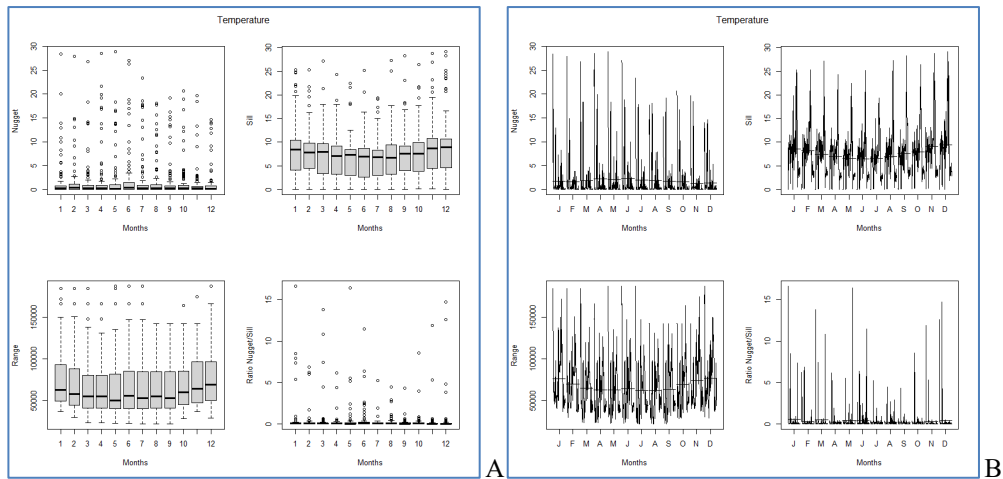 Temperature
Nugget
0 5 10 15 20 25 30
1 2 3 4 5 6 7 8 9 10 12
Months
Sill
0 5 10 15 20 25 30
1 2 3 4 5 6 7 8 9 10 12
Months
Range
50000 100000 150000
1 2 3 4 5 6 7 8 9 10 12
Months
Ratio Nugget/Sill
0 5 10 15
1 2 3 4 5 6 7 8 9 10 12
Months
A
Temperature
Nugget
0 5 10 15 20 25 30
J F M A M J J A S O N D
Months
Sill
0 5 10 15 20 25 30
J F M A M J J A S O N D
Months
Range
50000 100000 150000
J F M A M J J A S O N D
Months
Ratio Nugget/Sill
0 5 10 15
J F M A M J J A S O N D
Months
B